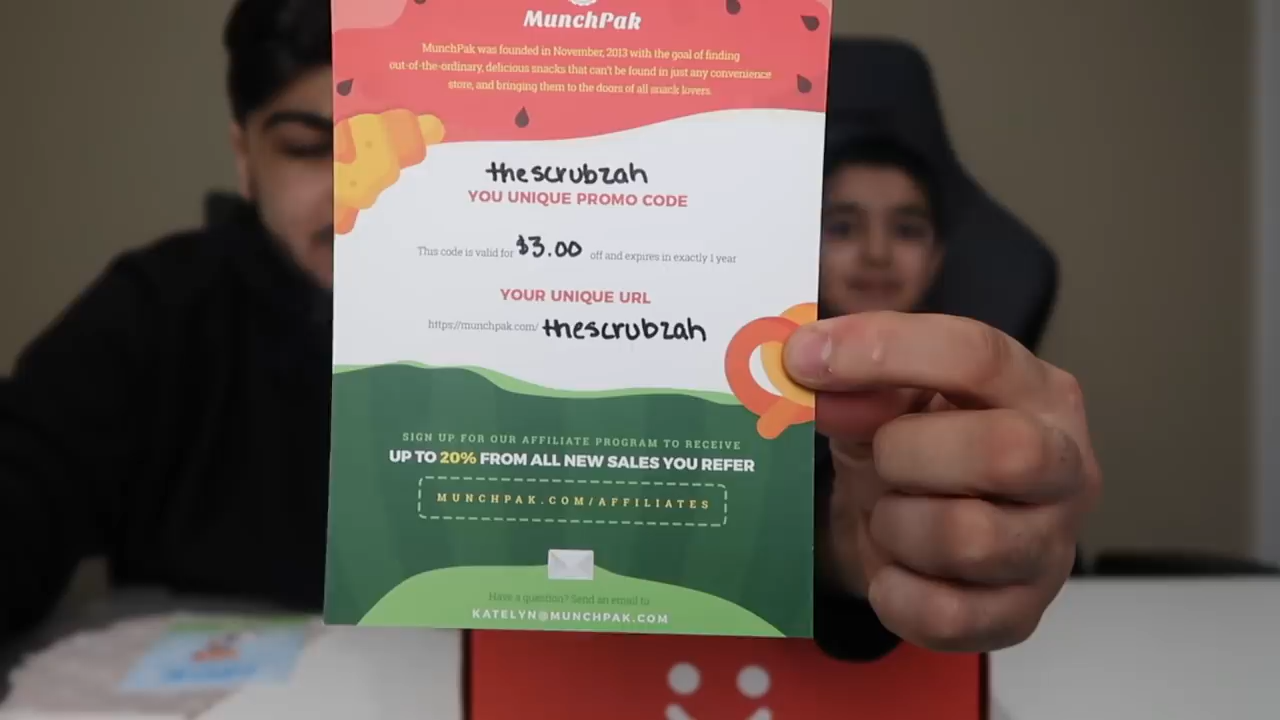 MunchPak
MunchPak was founded in November, 2013 with the goal of finding
out-of-the-ordinary, delicious snacks that can't be found in just any convenience
store, and bringing them to the doors of all snack lovers.
thescrubzah
YOU UNIQUE PROMO CODE
This code is valid for $3.00 off and expires in exactly 1 year
YOUR UNIQUE URL
https://munchpak.com/ thescrubzah
SIGN UP FOR OUR AFFILIATE PROGRAM TO RECEIVE
UP TO 20% FROM ALL NEW SALES YOU REFER
MUNCHPAK.COM/AFFILIATES
Have a question? Send an email to
KATELYN@MUNCHPAK.COM